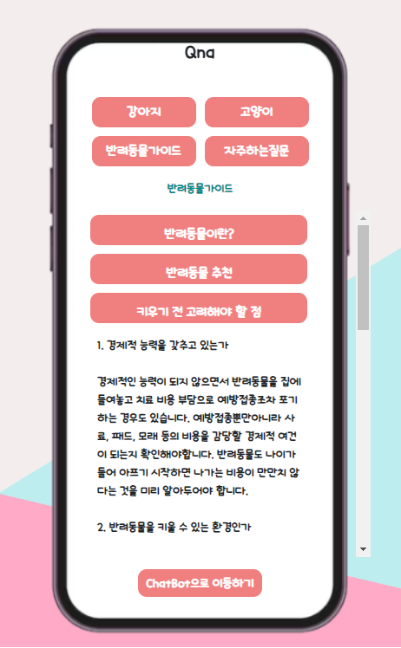 Qna
강아지
고양이
반려동물가이드
자주하는질문
반려동물가이드
반려동물이란?
반려동물 추천
키우기 전 고려해야 할 점
1. 경제적 능력을 갖추고 있는가
경제적인 능력이 되지 않으면서 반려동물을 집에
들여놓고 치료 비용 부담으로 예방접종조차 포기
하는 경우도 있습니다. 예방접종뿐만아니라 사
료, 패드, 모래 등의 비용을 감당할 경제적 여건
이 되는지 확인해야합니다. 반려동물도 나이가
들어 아프기 시작하면 나가는 비용이 만만치 않
다는 것을 미리 알아두어야 합니다.
2. 반려동물을 키울 수 있는 환경인가
ChatBot으로 이동하기